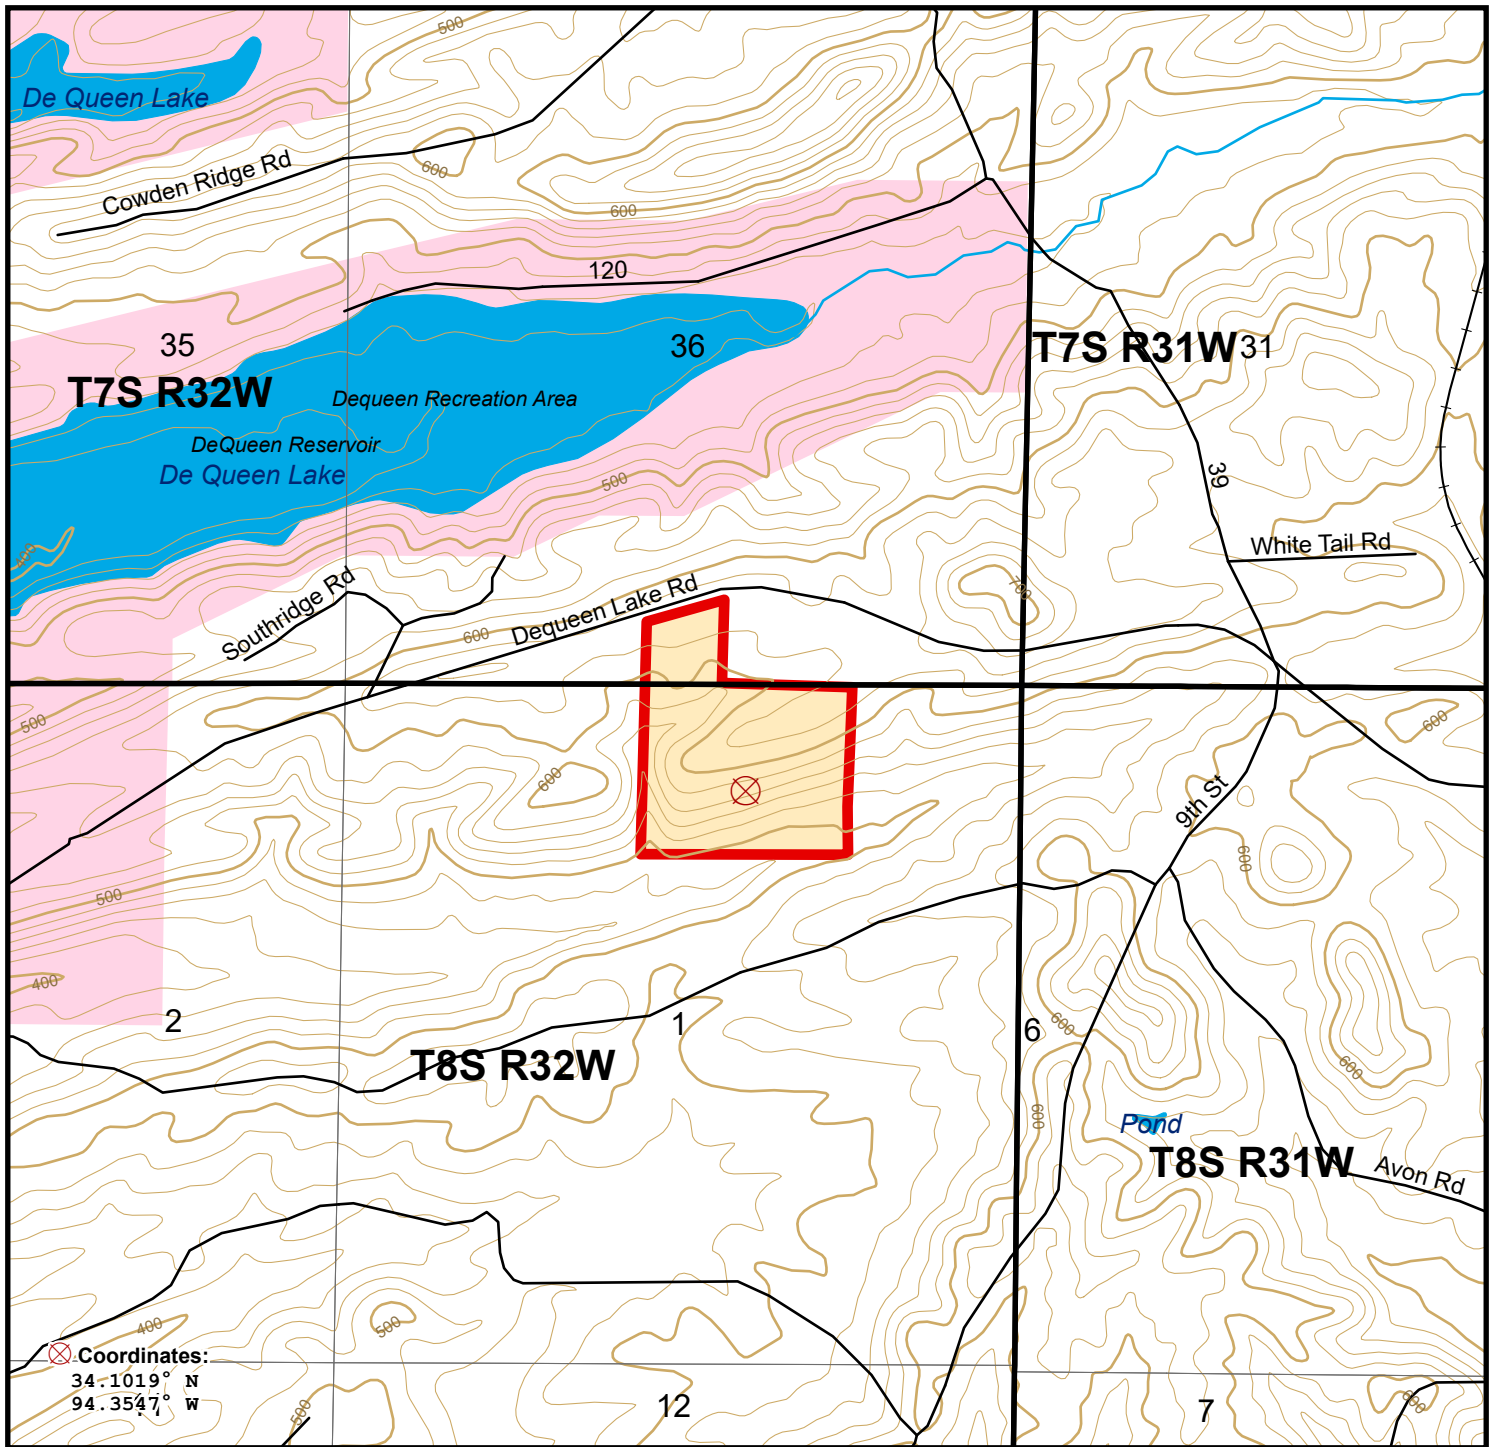 500
De Queen Lake
Cowden Ridge Rd
600
600
120
35
36
T7S R31W
31
T7S R32W
Dequeen Recreation Area
DeQueen Reservoir
De Queen Lake
39
500
400
White Tail Rd
700
Southridge Rd
Dequeen Lake Rd
600
500
600
600
9th St
600
500
400
2
1
6
600
T8S R32W
600
600
Pond
T8S R31W
Avon Rd
400
500
Coordinates:
34.1019° N
94.3547° W
500
12
7
600